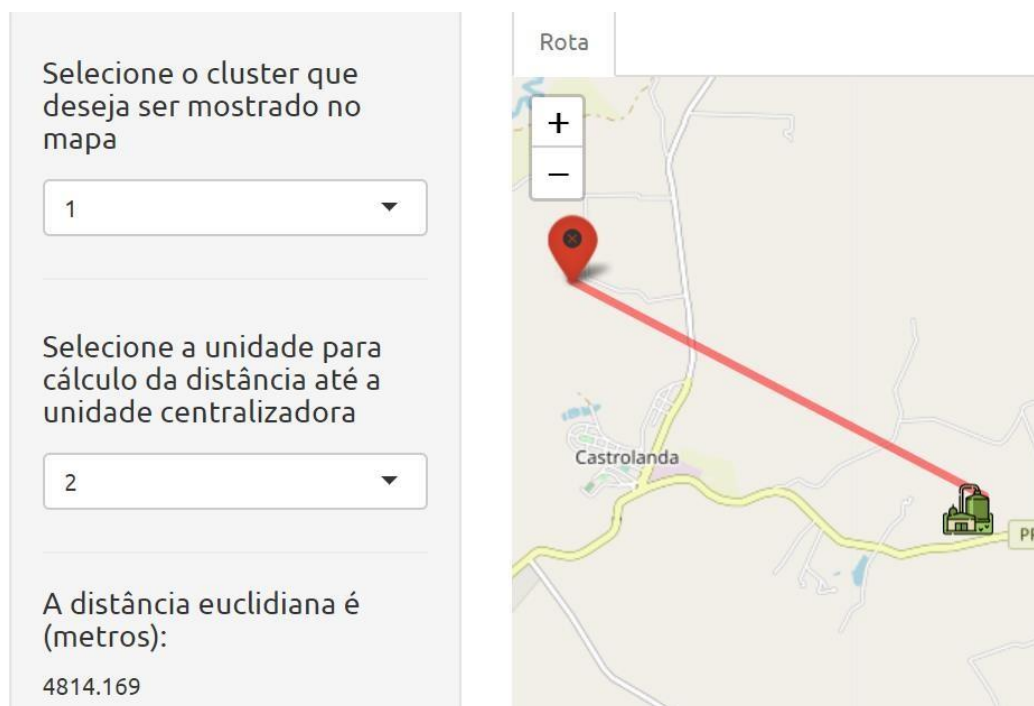 Selecione o cluster que
deseja ser mostrado no
mapa
1
Selecione a unidade para
cálculo da distância até a
unidade centralizadora
2
A distância euclidiana é
(metros):
4814.169
Rota
+
−
Castrolanda
PR